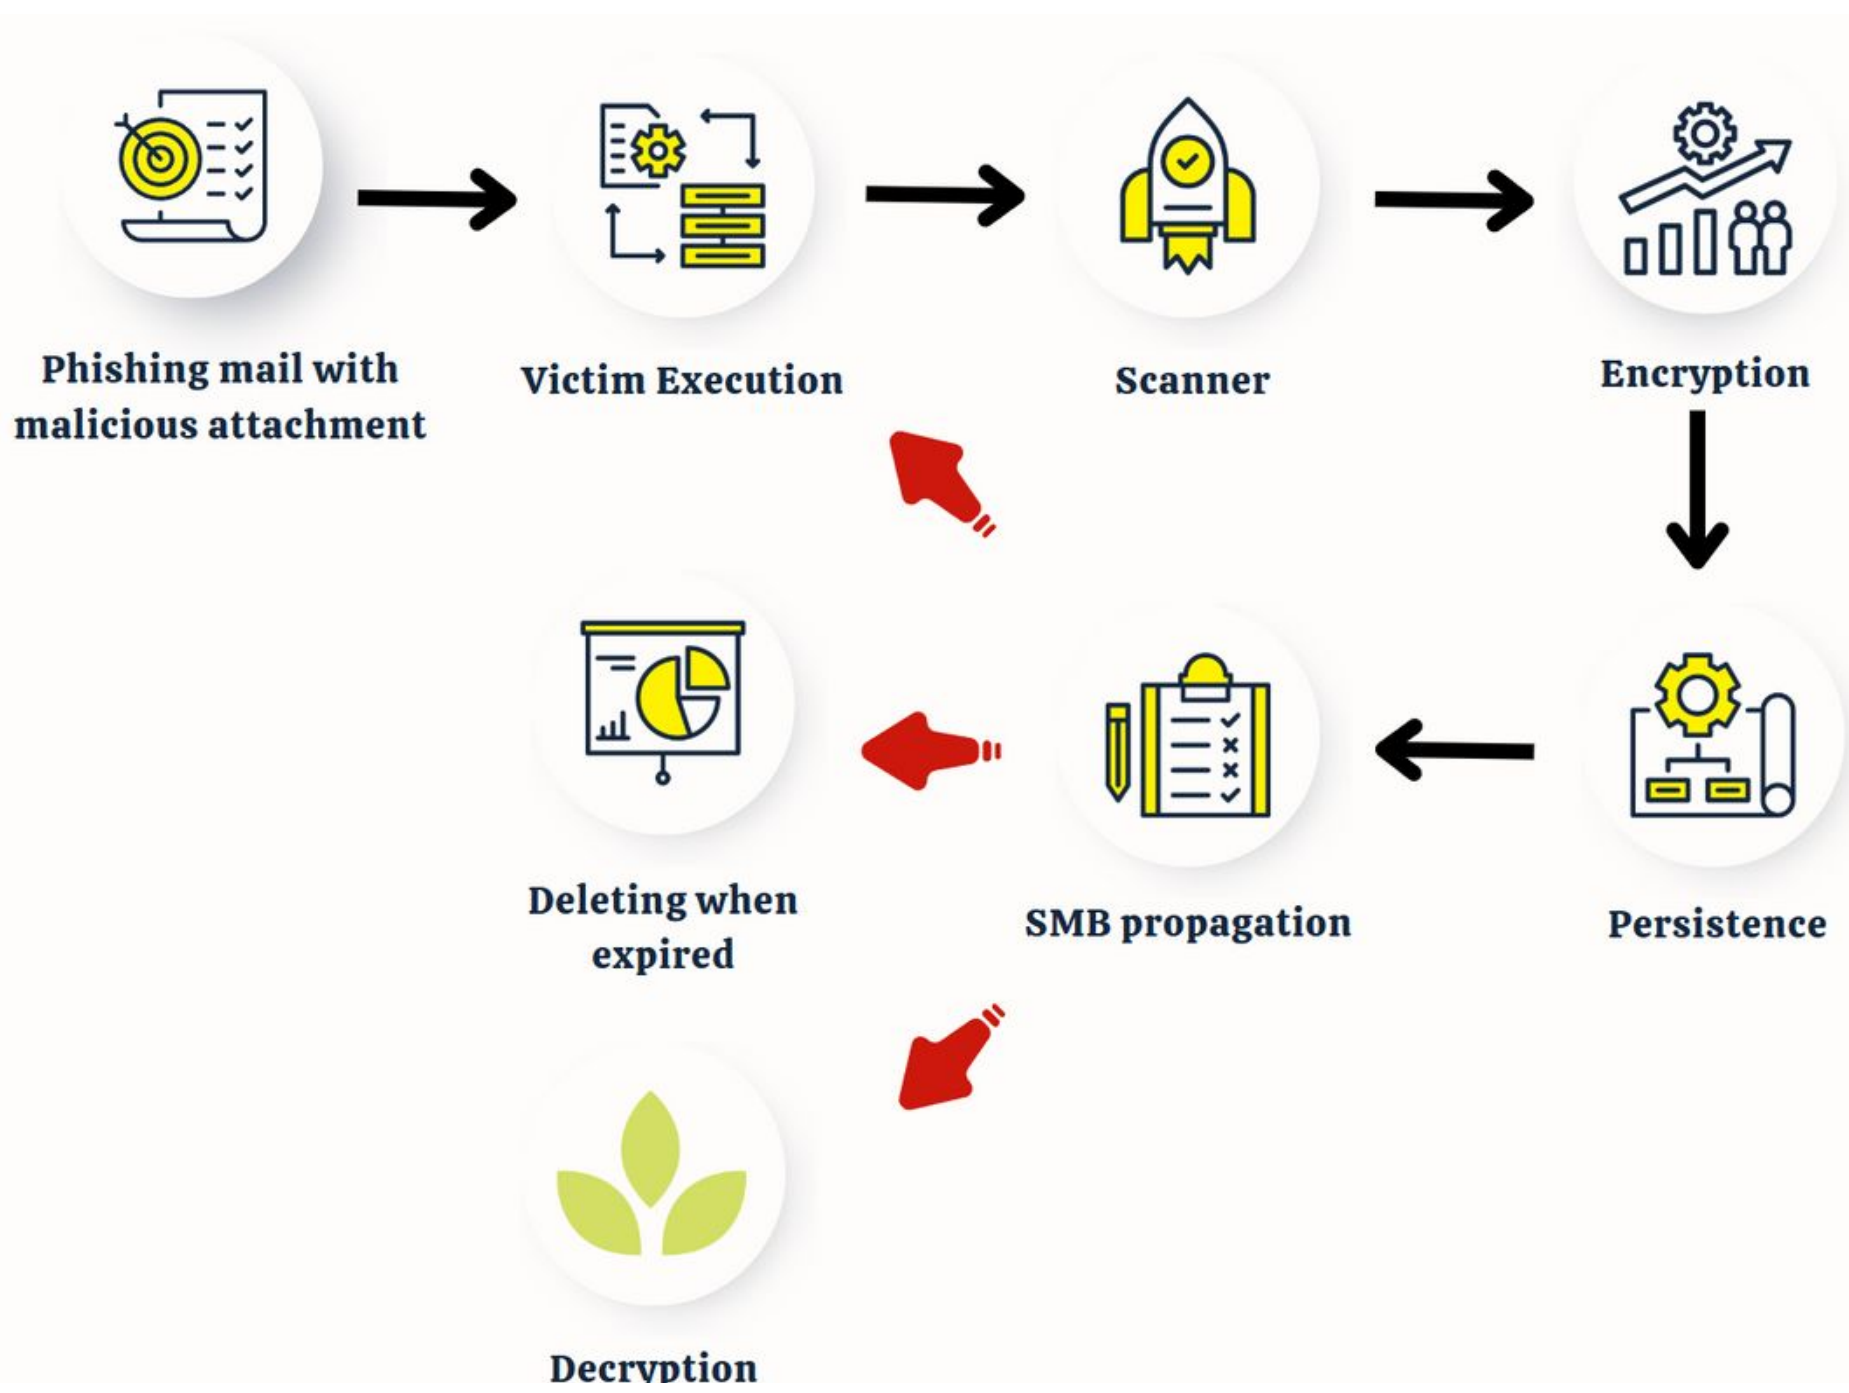 Phishing mail with
malicious attachment
Victim Execution
Scanner
Encryption
Deleting when
expired
SMB propagation
Persistence
Decryption